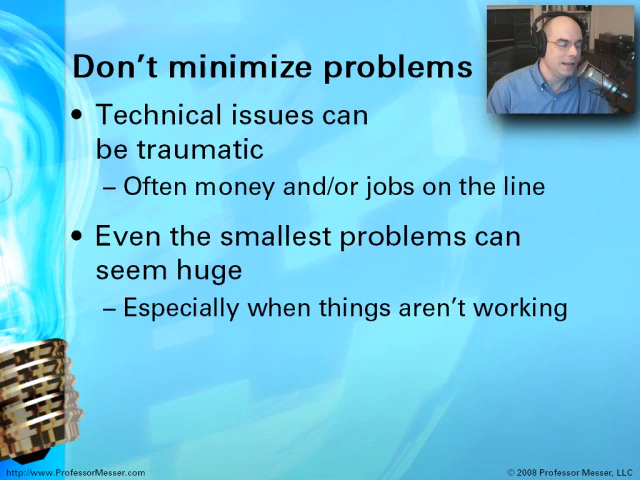 Don't minimize problems
• Technical issues can
be traumatic
– Often money and/or jobs on the line
• Even the smallest problems can
seem huge
– Especially when things aren't working
http://www.ProfessorMesser.com
© 2008 Professor Messer, LLC